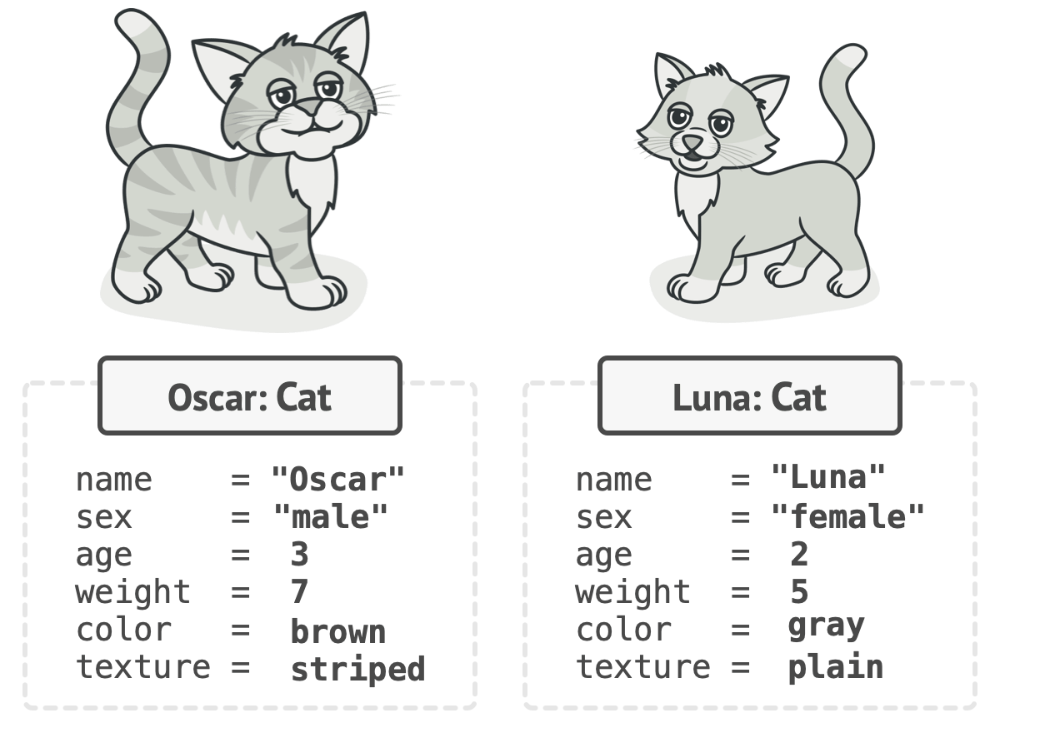 Oscar: Cat
name = "Oscar"
sex = "male"
age = 3
weight = 7
color = brown
texture = striped
Luna: Cat
name = "Luna"
sex = "female"
age = 2
weight = 5
color = gray
texture = plain